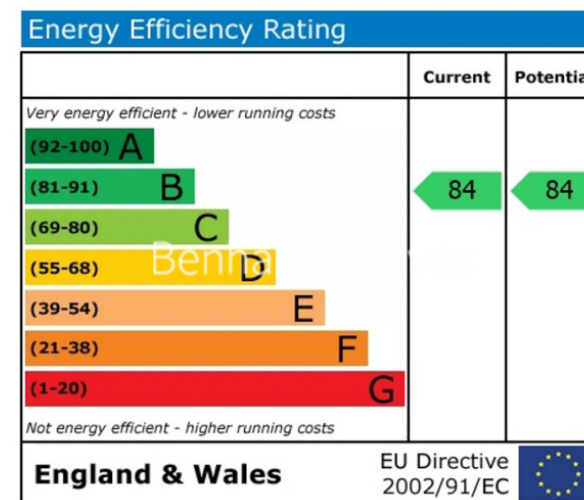 Energy Efficiency Rating
Current Potentia
Very energy efficient - lower running costs
(92-100) A
(81-91) B 84 84
(69-80) C
(55-68) D
(39-54) E
(21-38) F
(1-20) G
Not energy efficient - higher running costs
England & Wales
EU Directive
2002/91/EC